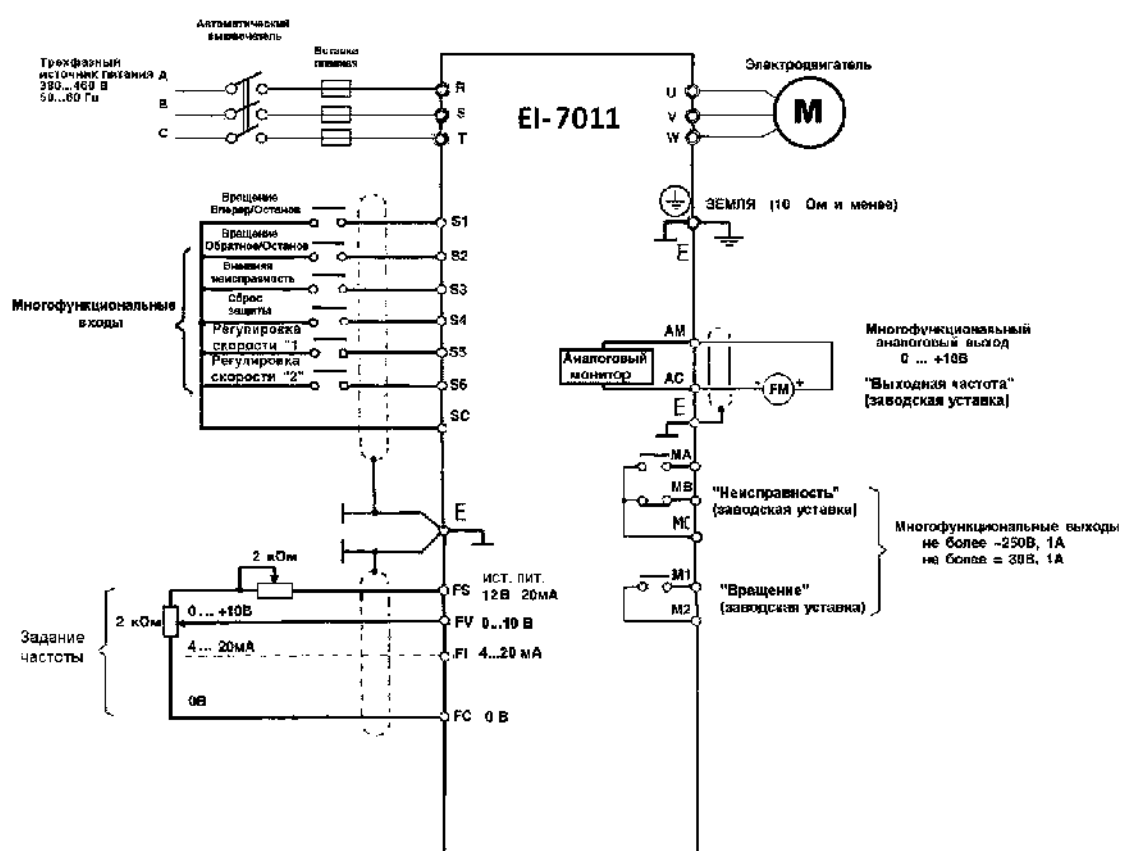 Автоматический
выключатель
Вставка
плавкая
Трехфазный
источник питания А
380...460 В
50...60 Гц
В
С
R
S
T
EI-7011
U
V
W
Электродвигатель
M
ЗЕМЛЯ (10 Ом и менее)
E
Вращение
Вперед/Останов
S1
Вращение
Обратное/Останов
S2
Внешняя
неисправность
S3
Сброс
защиты
S4
Регулировка
скорости "1
S5
Регулировка
скорости "2"
S6
SC
Многофункциональные
входы
AM
Аналоговый
монитор
AC
E
- FM +
Многофункциональный
аналоговый выход
0 ... +10В
"Выходная частота"
(заводская уставка)
MA
MB
MC
"Неисправность"
(заводская уставка)
M1
M2
"Вращение"
(заводская уставка)
Многофункциональные выходы
не более ~250В, 1А
не более = 30В, 1А
E
2 кОм
ИСТ. ПИТ.
FS 12В 20мА
2 кОм
0... +10В
FV 0...10 В
4... 20мА
FI 4...20 мА
0В
FC 0 В
Задание
частоты